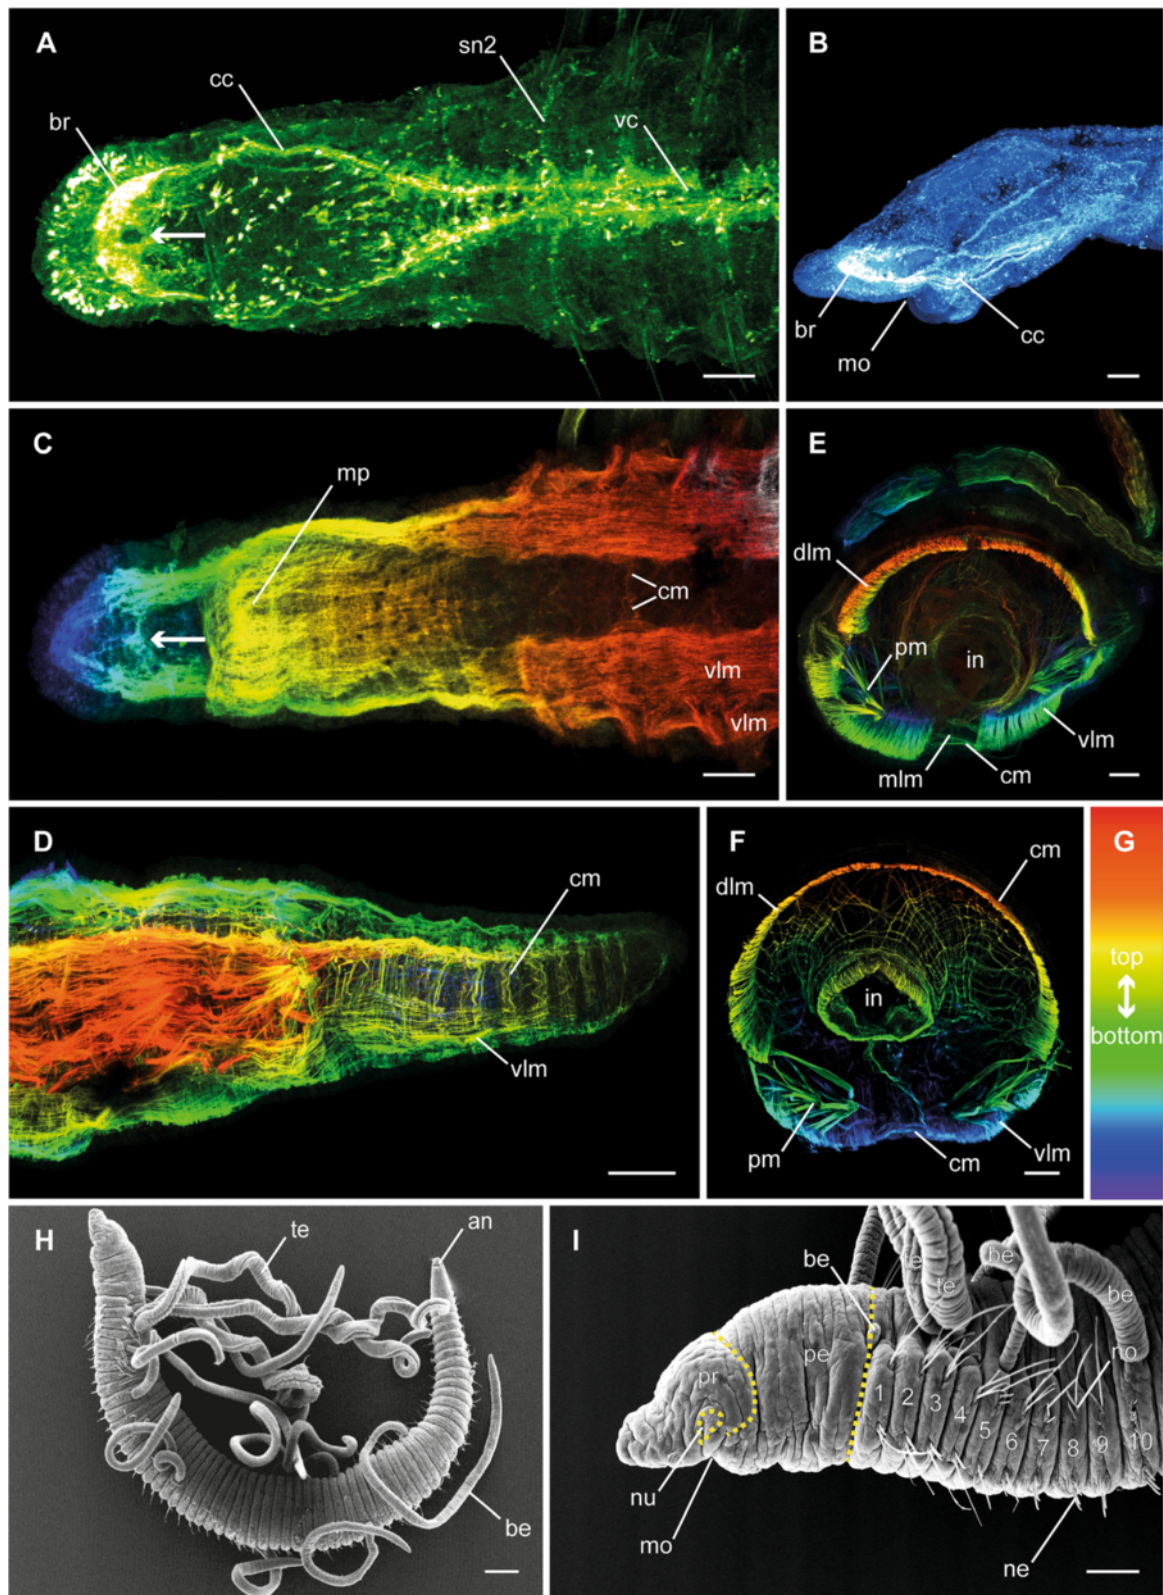 A
sn2
cc
br
vc
B
br
mo
cc
C
mp
cm
vlm
vlm
E
dlm
pm
in
mlm
cm
vlm
D
cm
vlm
F
cm
dlm
in
pm
cm
vlm
G
top
bottom
H
te
an
be
I
be
te
te
be
be
pr
pe
no
1
2
3
4
5
6
7
8
9
10
nu
mo
ne